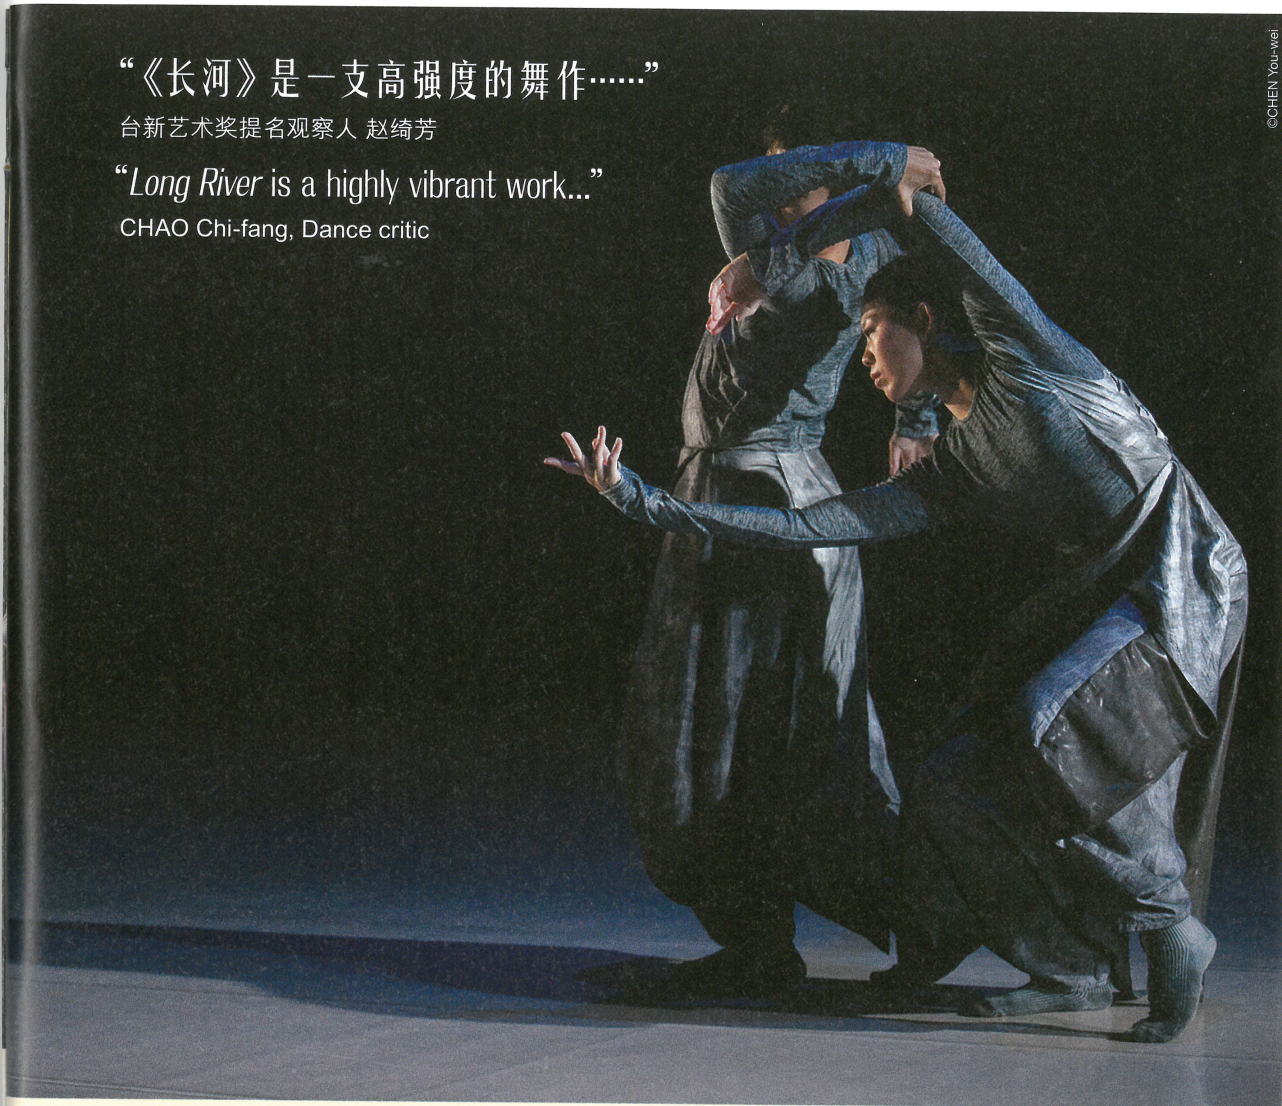 “《长河》是一支高强度的舞作……”
台新艺术奖提名观察人 赵绮芳
“Long River is a highly vibrant work...”
CHAO Chi-fang, Dance critic
©CHEN You-wei